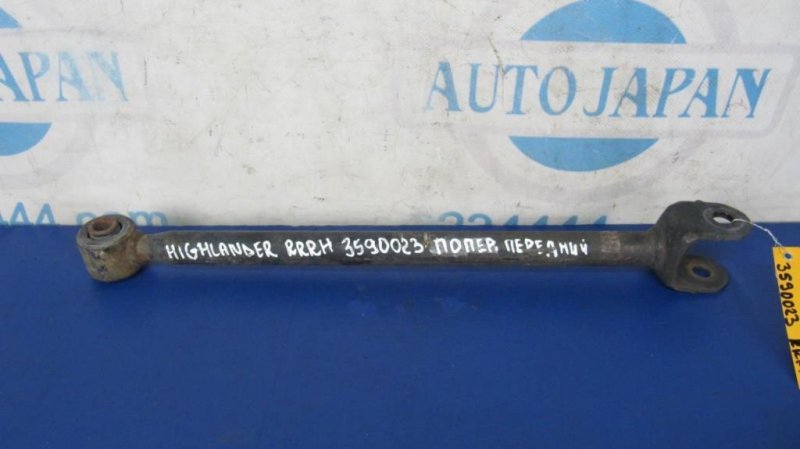 AUTO JAPAN
JAPAN
HIGHLANDER RRRH 3590023 ПОПЕР. ПЕРЕДНИЙ
3590023